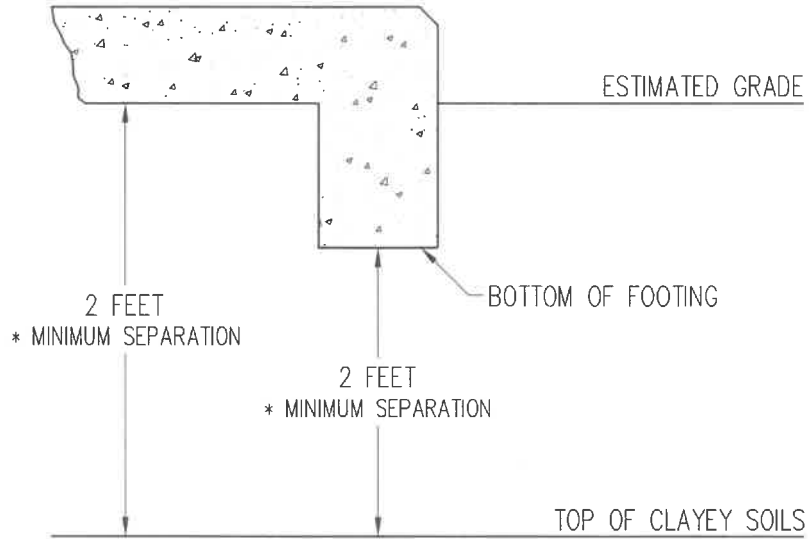 ESTIMATED GRADE
BOTTOM OF FOOTING
2 FEET
* MINIMUM SEPARATION
2 FEET
* MINIMUM SEPARATION
TOP OF CLAYEY SOILS